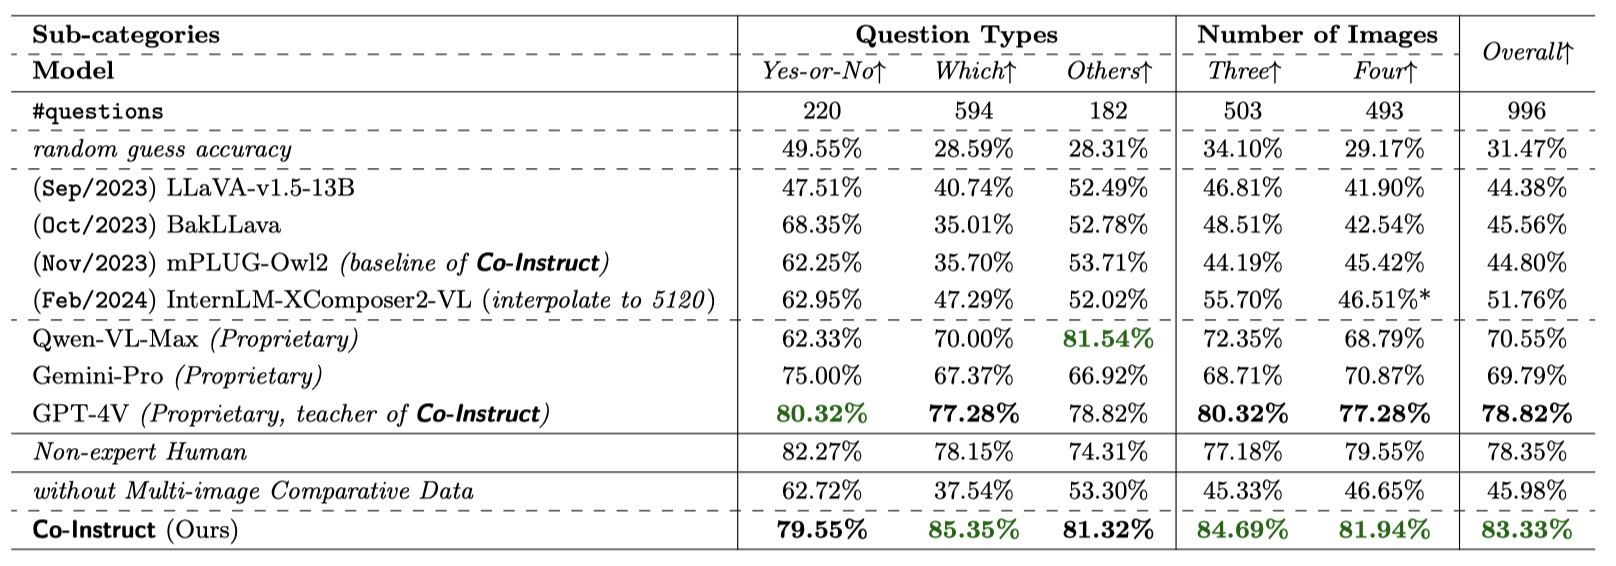 Sub-categories Question Types Number of Images Overall↑
Model Yes-or-No↑ Which↑ Others↑ Three↑ Four↑
#questions 220 594 182 503 493 996
random guess accuracy 49.55% 28.59% 28.31% 34.10% 29.17% 31.47%
(Sep/2023) LLaVA-v1.5-13B 47.51% 40.74% 52.49% 46.81% 41.90% 44.38%
(Oct/2023) BakLLava 68.35% 35.01% 52.78% 48.51% 42.54% 45.56%
(Nov/2023) mPLUG-Owl2 (baseline of Co-Instruct) 62.25% 35.70% 53.71% 44.19% 45.42% 44.80%
(Feb/2024) InternLM-XComposer2-VL (interpolate to 5120) 62.95% 47.29% 52.02% 55.70% 46.51%* 51.76%
Qwen-VL-Max (Proprietary) 62.33% 70.00% 81.54% 72.35% 68.79% 70.55%
Gemini-Pro (Proprietary) 75.00% 67.37% 66.92% 68.71% 70.87% 69.79%
GPT-4V (Proprietary, teacher of Co-Instruct) 80.32% 77.28% 78.82% 80.32% 77.28% 78.82%
Non-expert Human 82.27% 78.15% 74.31% 77.18% 79.55% 78.35%
without Multi-image Comparative Data 62.72% 37.54% 53.30% 45.33% 46.65% 45.98%
Co-Instruct (Ours) 79.55% 85.35% 81.32% 84.69% 81.94% 83.33%